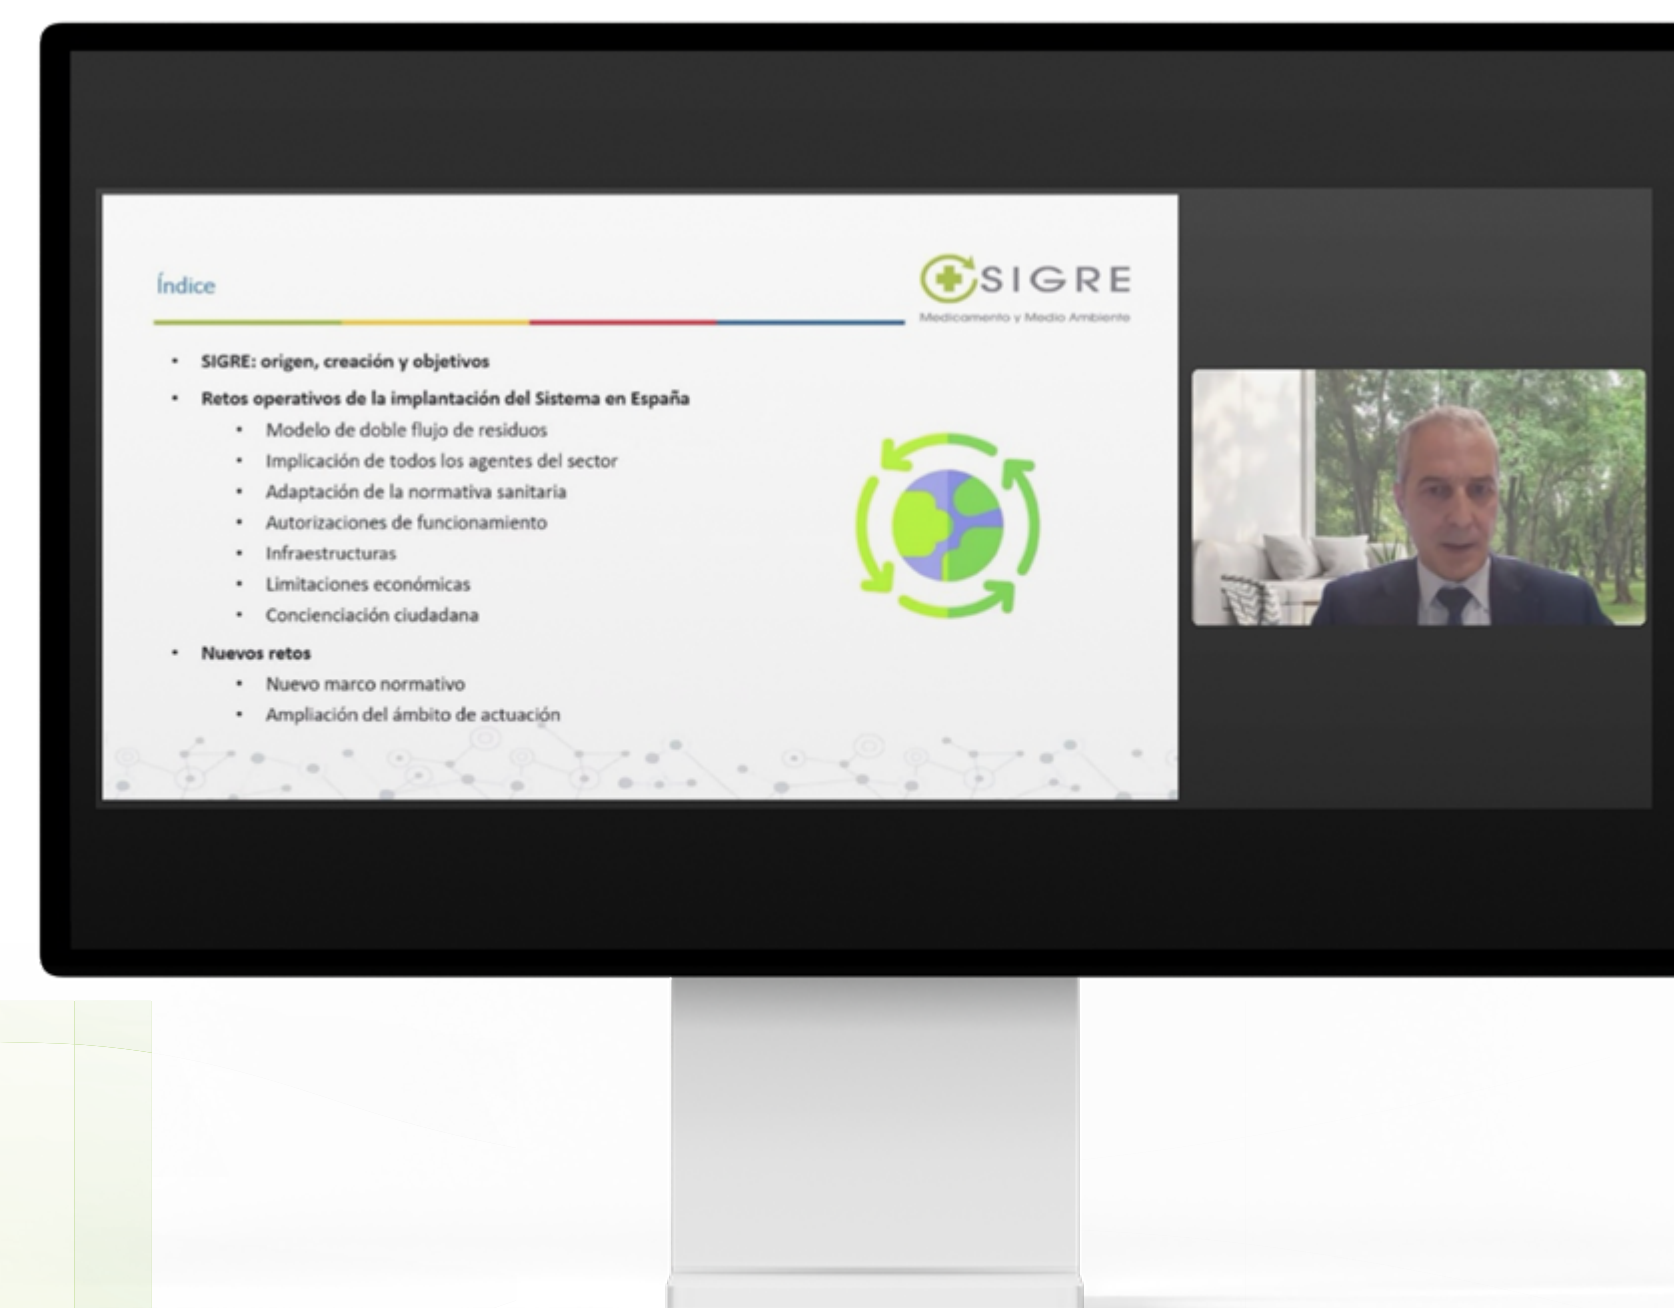 Índice
SIGRE
Medicamento y Medio Ambiente
• SIGRE: origen, creación y objetivos
• Retos operativos de la implantación del Sistema en España
• Modelo de doble flujo de residuos
• Implicación de todos los agentes del sector
• Adaptación de la normativa sanitaria
• Autorizaciones de funcionamiento
• Infraestructuras
• Limitaciones económicas
• Concienciación ciudadana
• Nuevos retos
• Nuevo marco normativo
• Ampliación del ámbito de actuación